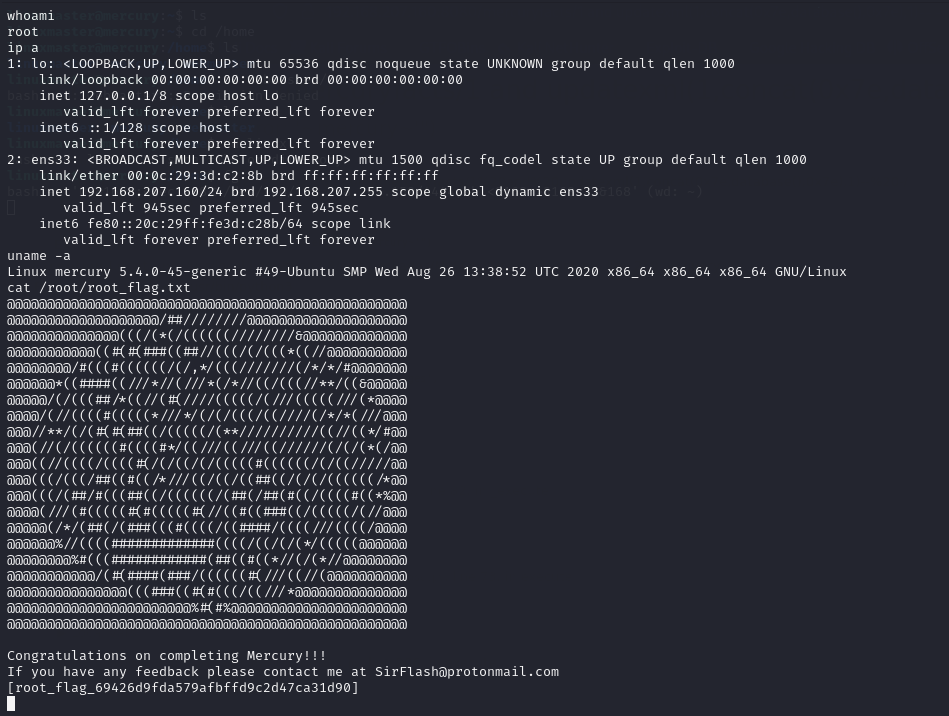 whoami
root
ip a
1: lo: <LOOPBACK,UP,LOWER_UP> mtu 65536 qdisc noqueue state UNKNOWN group default qlen 1000
    link/loopback 00:00:00:00:00:00 brd 00:00:00:00:00:00
    inet 127.0.0.1/8 scope host lo
       valid_lft forever preferred_lft forever
    inet6 ::1/128 scope host
       valid_lft forever preferred_lft forever
2: ens33: <BROADCAST,MULTICAST,UP,LOWER_UP> mtu 1500 qdisc fq_codel state UP group default qlen 1000
    link/ether 00:0c:29:3d:c2:8b brd ff:ff:ff:ff:ff:ff
    inet 192.168.207.160/24 brd 192.168.207.255 scope global dynamic ens33
       valid_lft 945sec preferred_lft 945sec
    inet6 fe80::20c:29ff:fe3d:c28b/64 scope link
       valid_lft forever preferred_lft forever
uname -a
Linux mercury 5.4.0-45-generic #49-Ubuntu SMP Wed Aug 26 13:38:52 UTC 2020 x86_64 x86_64 x86_64 GNU/Linux
cat /root/root_flag.txt
Congratulations on completing Mercury!!!
If you have any feedback please contact me at SirFlash@protonmail.com
[root_flag_69426d9fda579afbffd9c2d47ca31d90]